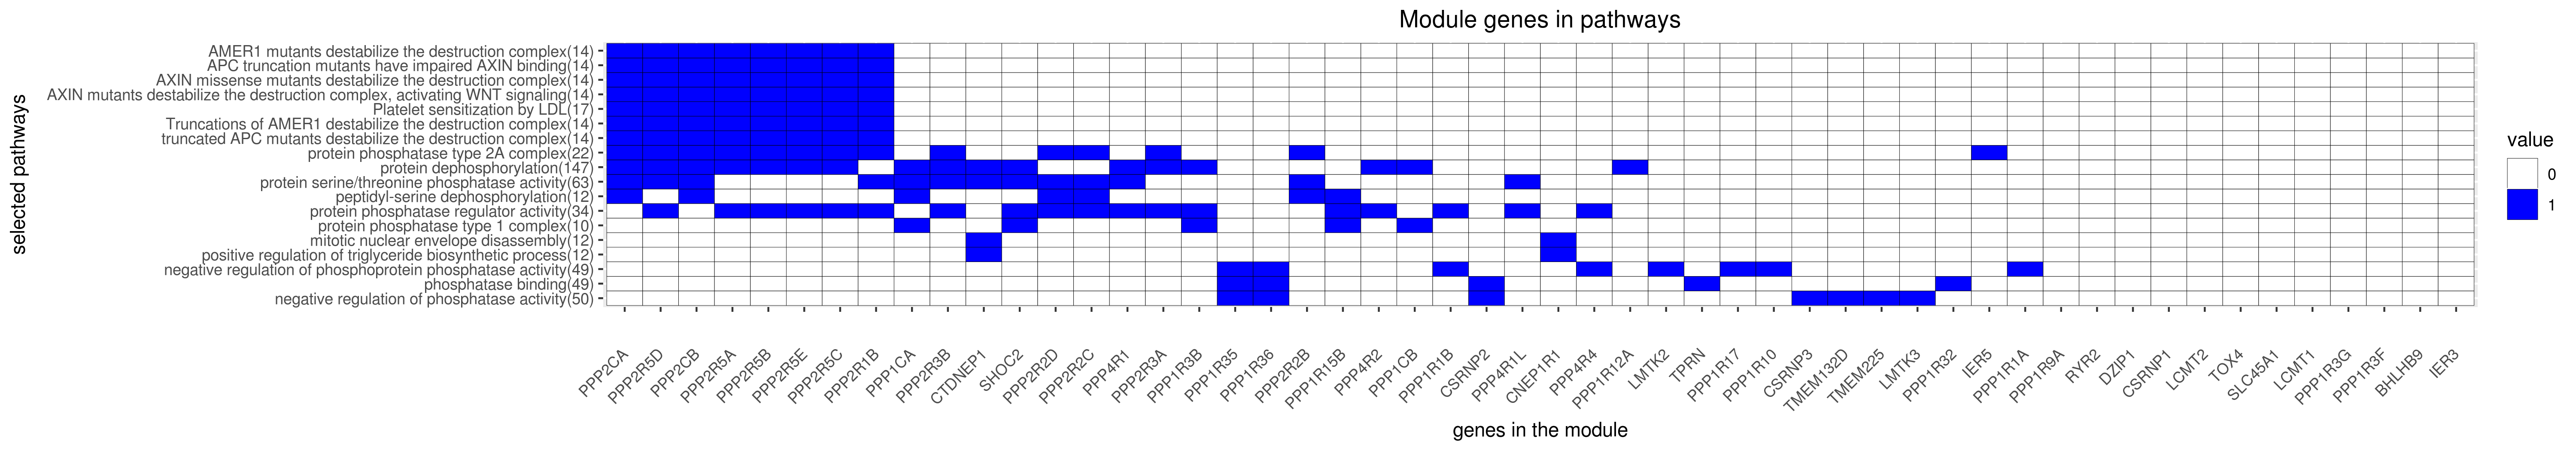 Module genes in pathways
selected pathways
AMER1 mutants destabilize the destruction complex(14)
APC truncation mutants have impaired AXIN binding(14)
AXIN missense mutants destabilize the destruction complex(14)
AXIN mutants destabilize the destruction complex, activating WNT signaling(14)
Platelet sensitization by LDL(17)
Truncations of AMER1 destabilize the destruction complex(14)
truncated APC mutants destabilize the destruction complex(14)
protein phosphatase type 2A complex(22)
protein dephosphorylation(147)
protein serine/threonine phosphatase activity(63)
peptidyl-serine dephosphorylation(12)
protein phosphatase regulator activity(34)
protein phosphatase type 1 complex(10)
mitotic nuclear envelope disassembly(12)
positive regulation of triglyceride biosynthetic process(12)
negative regulation of phosphoprotein phosphatase activity(49)
phosphatase binding(49)
negative regulation of phosphatase activity(50)
PPP2CA
PPP2R5D
PPP2CB
PPP2R5A
PPP2R5B
PPP2R5E
PPP2R5C
PPP2R1B
PPP1CA
PPP2R3B
CTDNEP1
SHOC2
PPP2R2D
PPP2R2C
PPP4R1
PPP2R3A
PPP1R3B
PPP1R35
PPP1R36
PPP2R2B
PPP1R15B
PPP4R2
PPP1CB
PPP1R1B
CSRNP2
PPP4R1L
CNEP1R1
PPP4R4
PPP1R12A
LMTK2
TPRN
PPP1R17
PPP1R10
CSRNP3
TMEM132D
TMEM225
LMTK3
PPP1R32
IER5
PPP1R1A
PPP1R9A
RYR2
DZIP1
CSRNP1
LCMT2
TOX4
SLC45A1
LCMT1
PPP1R3G
PPP1R3F
BHLHB9
IER3
genes in the module
value
0
1